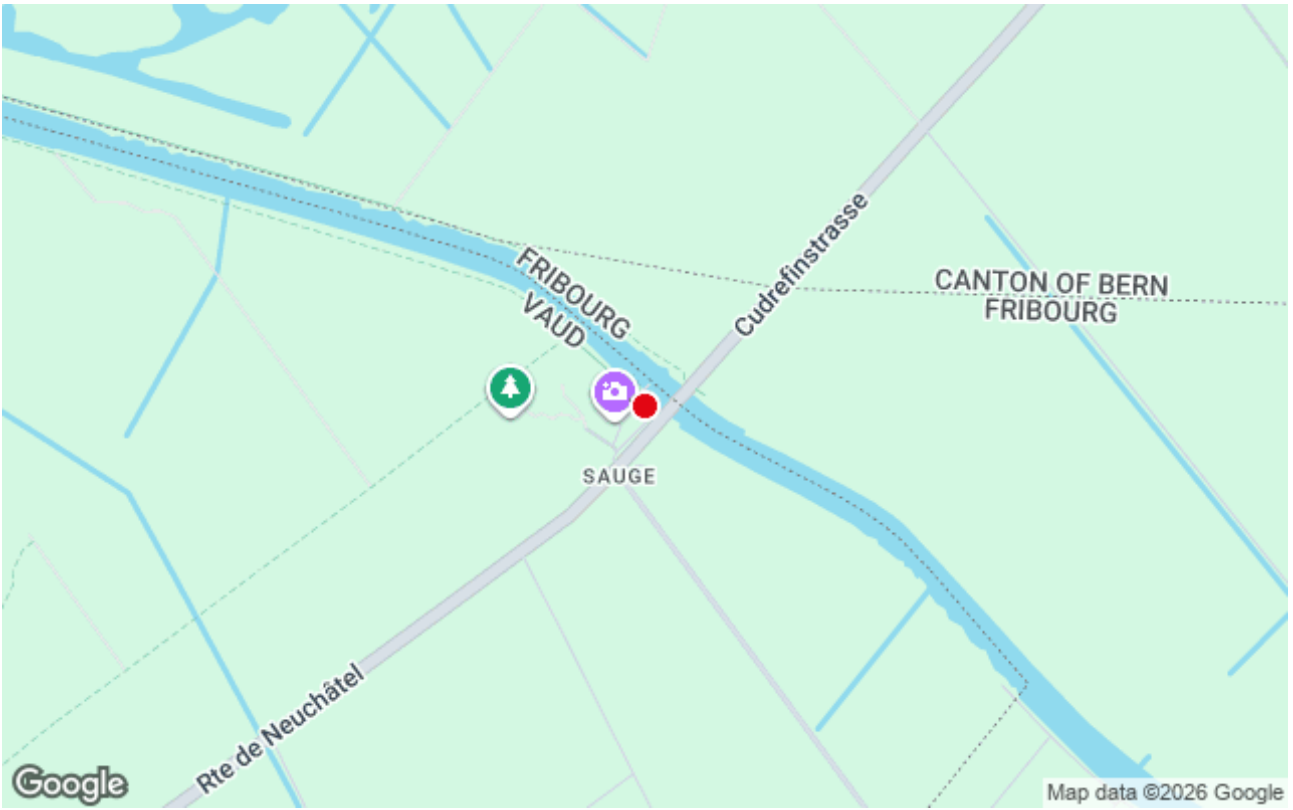 FRIBOURG
VAUD
Cudrefinstrasse
CANTON OF BERN
FRIBOURG
SAUGE
Rte de Neuchâtel
Google
Map data ©2026 Google